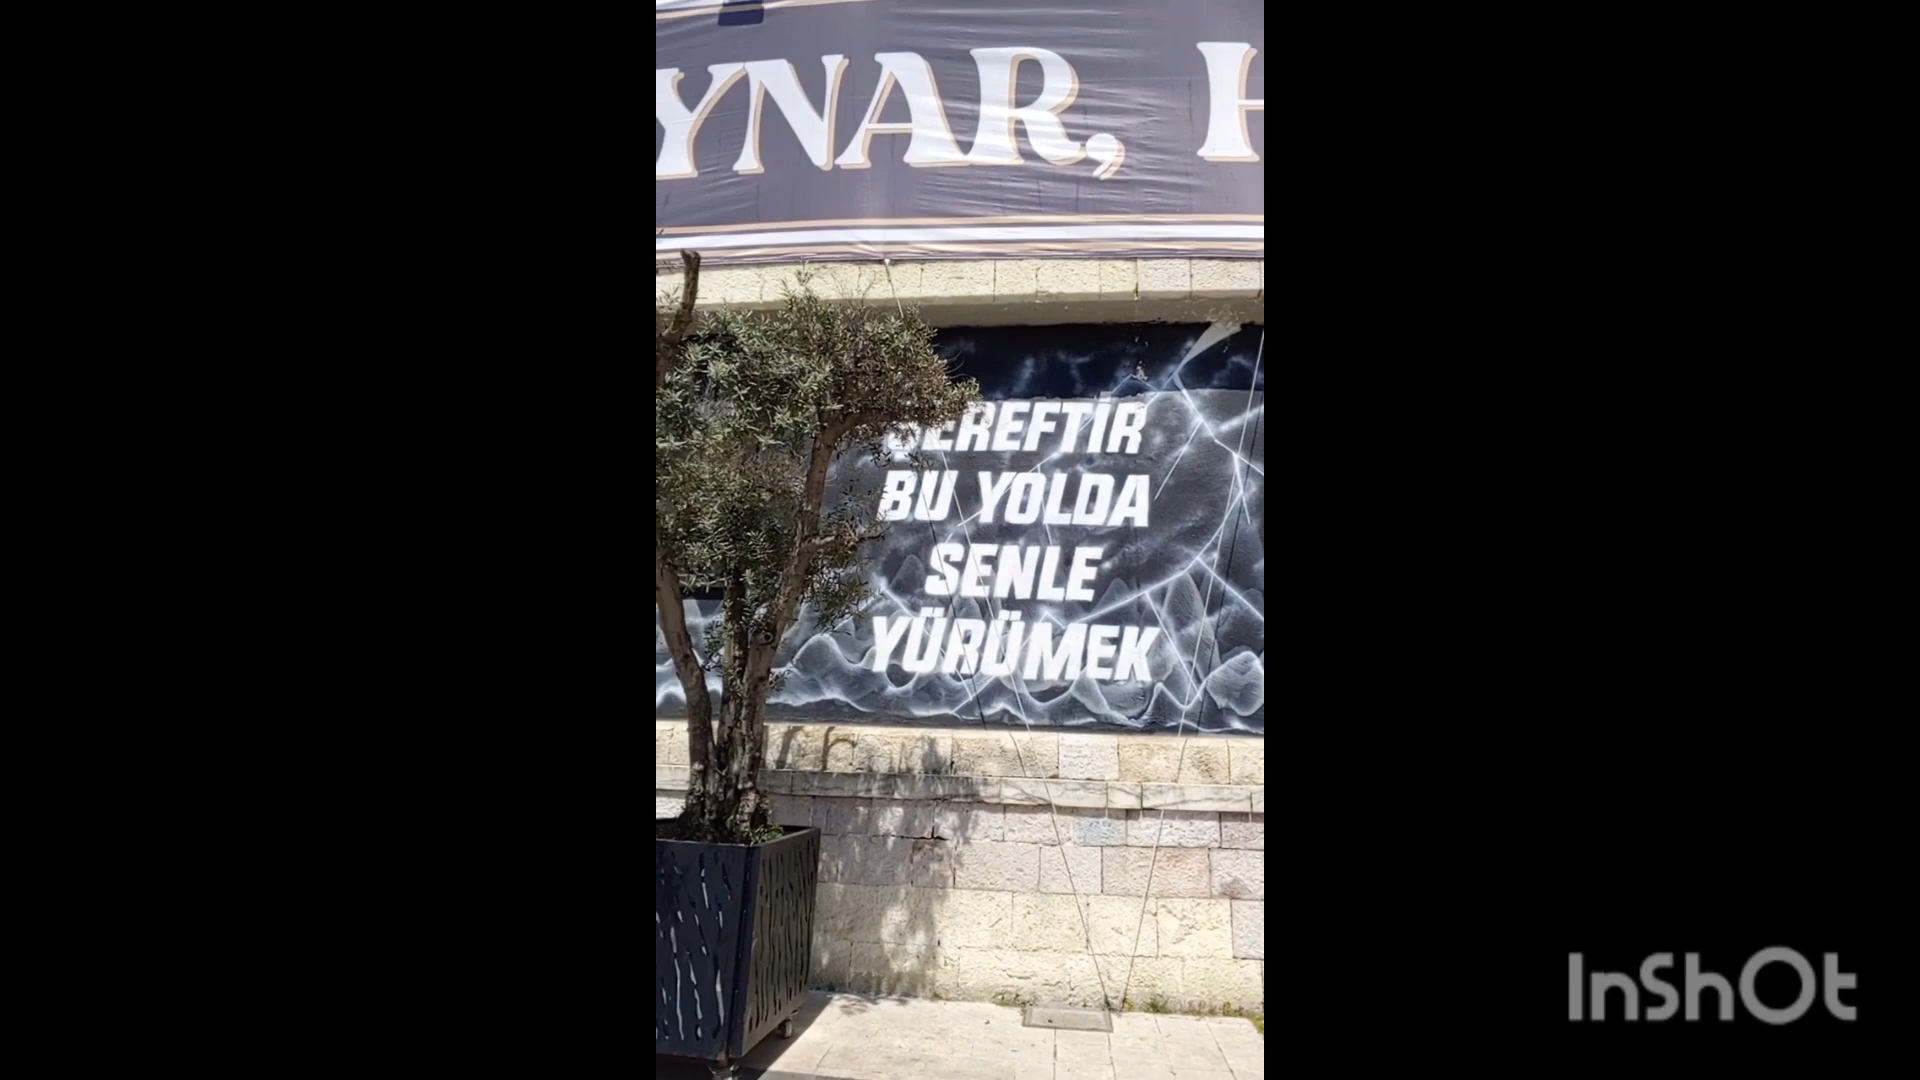 YNAR, H
ŞEREFTİR
BU YOLDA
SENLE
YÜRÜMEK
InShOt